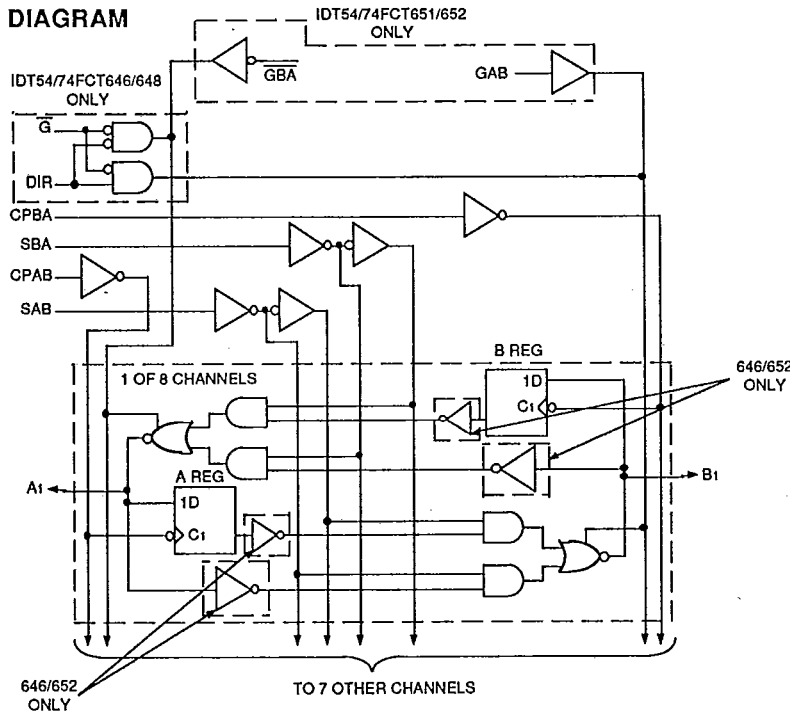 DIAGRAM
IDT54/74FCT651/652
ONLY
GBA
GAB
IDT54/74FCT646/648
ONLY
G
DIR
CPBA
SBA
CPAB
SAB
B REG
1 OF 8 CHANNELS
1D
C1
646/652
ONLY
A REG
A1
1D
C1
B1
646/652
ONLY
TO 7 OTHER CHANNELS